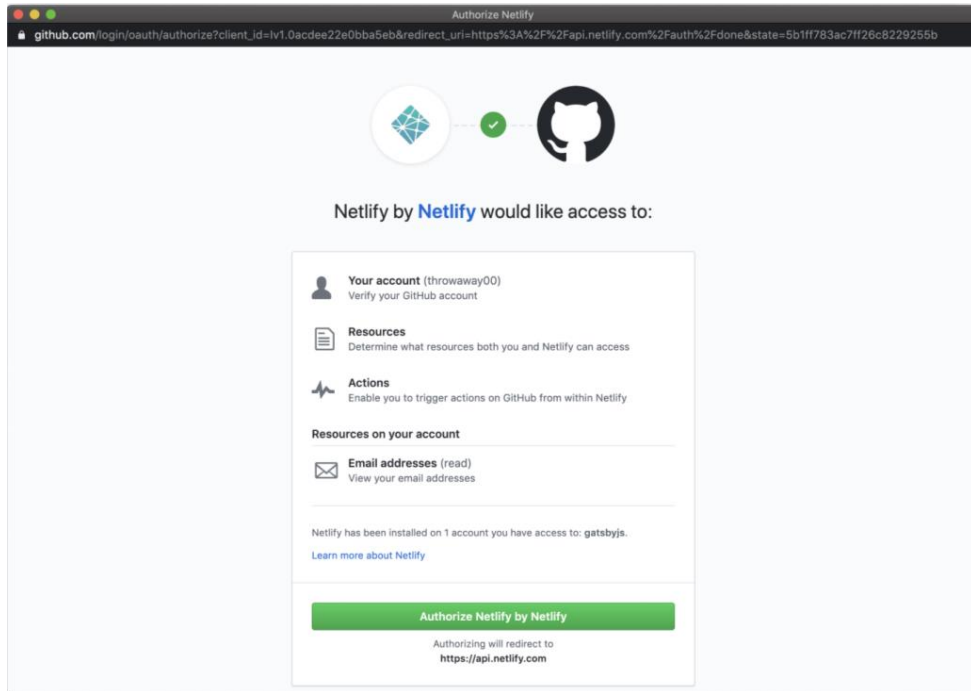 Authorize Netlify
github.com/login/oauth/authorize?client_id=Iv1.0acdee22e0bba5eb&redirect_uri=https%3A%2F%2Fapi.netlify.com%2Fauth%2Fdone&state=5b1ff783ac7ff26c8229255b
Netlify by Netlify would like access to:
Your account (throwaway00)
Verify your GitHub account
Resources
Determine what resources both you and Netlify can access
Actions
Enable you to trigger actions on GitHub from within Netlify
Resources on your account
Email addresses (read)
View your email addresses
Netlify has been installed on 1 account you have access to: gatsbyjs.
Learn more about Netlify
Authorize Netlify by Netlify
Authorizing will redirect to
https://api.netlify.com